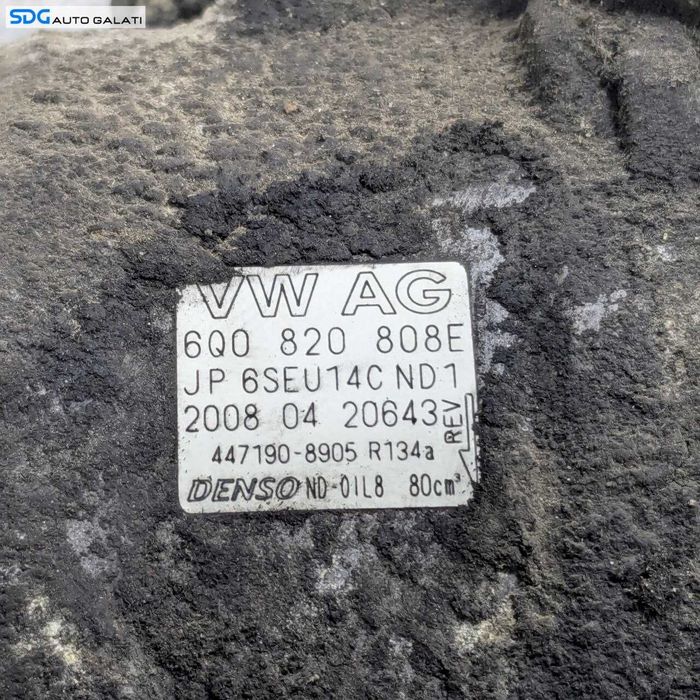 SDG AUTO GALATI
VW AG
6Q0 820 808E
JP 6SEU14C ND1
2008 04 20643
REV
447190-8905 R134a
DENSO ND-OIL8 80cm³